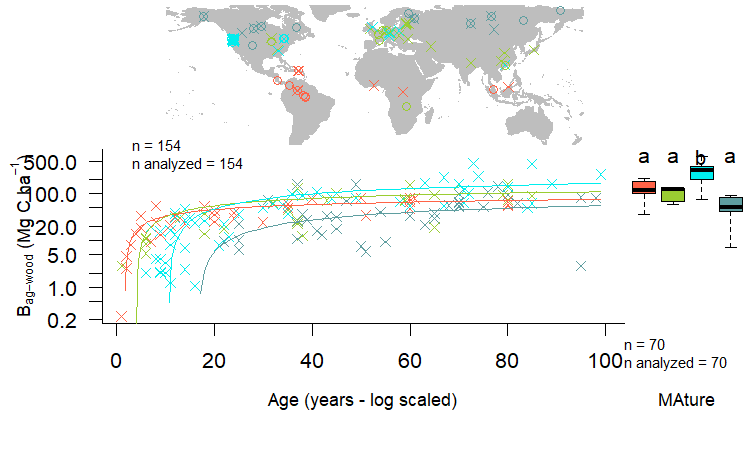 n = 154
n analyzed = 154
500.0
100.0
20.0
5.0
1.0
0.2
B ag−wood (Mg C ha −1)
0 20 40 60 80 100
Age (years - log scaled)
a a b a
n = 70
n analyzed = 70
MAture